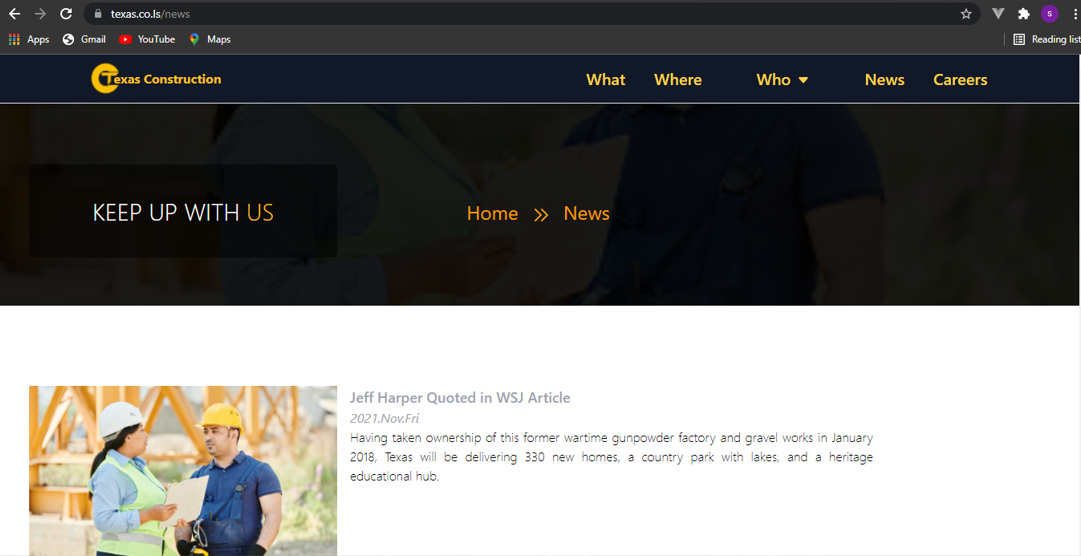 texas.co.ls/news
S
Apps Gmail YouTube Maps Reading list
Texas Construction What Where Who News Careers
KEEP UP WITH US
Home » News
Jeff Harper Quoted in WSJ Article
2021.Nov.Fri
Having taken ownership of this former wartime gunpowder factory and gravel works in January
2018, Texas will be delivering 330 new homes, a country park with lakes, and a heritage
educational hub.